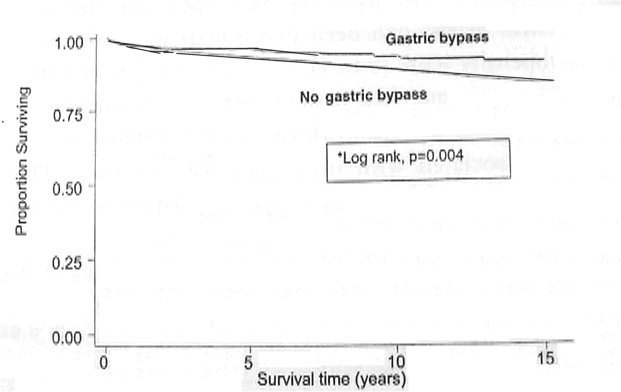 Gastric bypass
1.00
No gastric bypass
0.75
*Log rank, p=0.004
0.50
0.25
0.00
Proportion Surviving
0
5
10
15
Survival time (years)